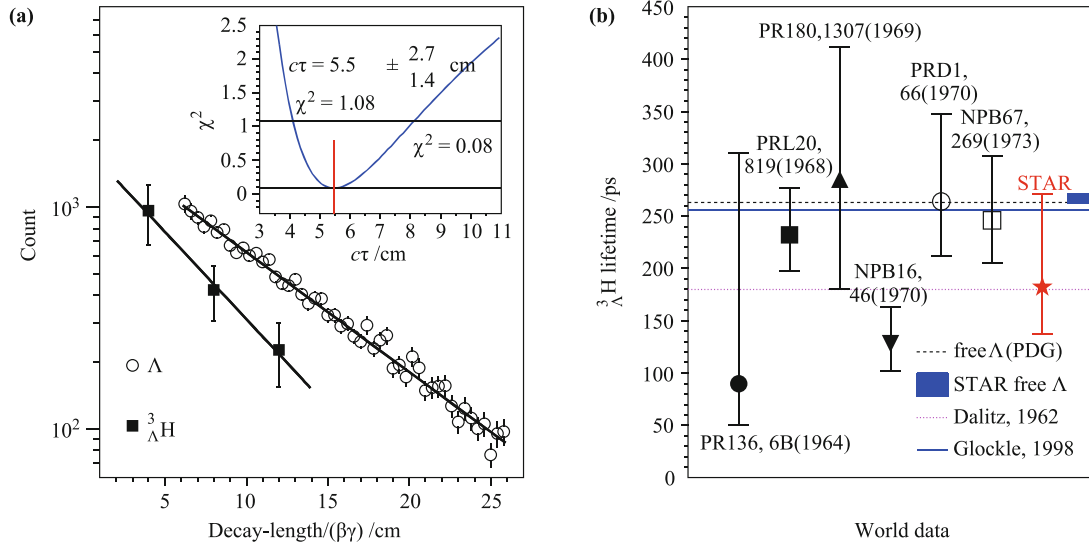 (a)
10³
10²
Count
5
10
15
20
25
Decay-length/(βγ) /cm
Λ
³ΛH
2.5
2
1.5
1
0.5
0
χ²
3
4
5
6
7
8
9
10
11
cτ /cm
cτ = 5.5 ± 2.7 cm
1.4
χ² = 1.08
χ² = 0.08
(b)
450
400
350
300
250
200
150
100
50
0
³ΛH lifetime /ps
PR180,1307(1969)
PRD1,
66(1970)
NPB67,
269(1973)
PRL20,
819(1968)
STAR
NPB16,
46(1970)
PR136, 6B(1964)
free Λ (PDG)
STAR free Λ
Dalitz, 1962
Glockle, 1998
World data